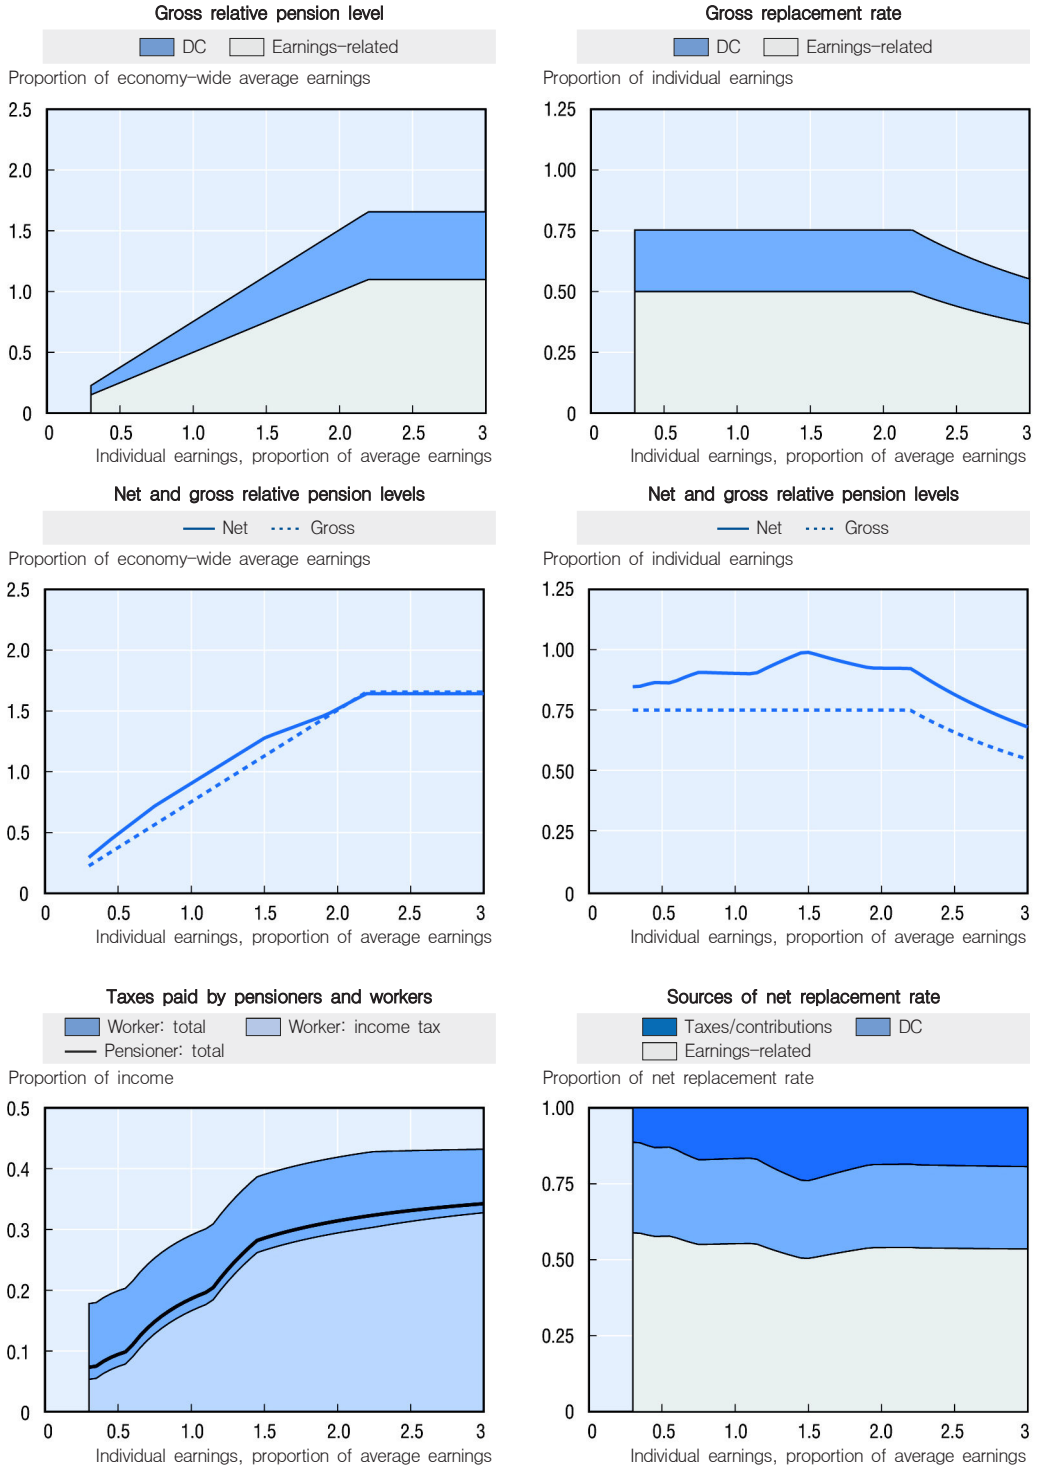 Gross relative pension level
DC Earnings-related
Proportion of economy-wide average earnings
2.5
2.0
1.5
1.0
0.5
0
0 0.5 1.0 1.5 2.0 2.5 3
Individual earnings, proportion of average earnings
Gross replacement rate
DC Earnings-related
Proportion of individual earnings
1.25
1.00
0.75
0.50
0.25
0
0 0.5 1.0 1.5 2.0 2.5 3
Individual earnings, proportion of average earnings
Net and gross relative pension levels
Net Gross
Proportion of economy-wide average earnings
2.5
2.0
1.5
1.0
0.5
0
0 0.5 1.0 1.5 2.0 2.5 3
Individual earnings, proportion of average earnings
Net and gross relative pension levels
Net Gross
Proportion of individual earnings
1.25
1.00
0.75
0.50
0.25
0
0 0.5 1.0 1.5 2.0 2.5 3
Individual earnings, proportion of average earnings
Taxes paid by pensioners and workers
Worker: total Worker: income tax
Pensioner: total
Proportion of income
0.5
0.4
0.3
0.2
0.1
0
0 0.5 1.0 1.5 2.0 2.5 3
Individual earnings, proportion of average earnings
Sources of net replacement rate
Taxes/contributions DC
Earnings-related
Proportion of net replacement rate
1.00
0.75
0.50
0.25
0
0 0.5 1.0 1.5 2.0 2.5 3
Individual earnings, proportion of average earnings